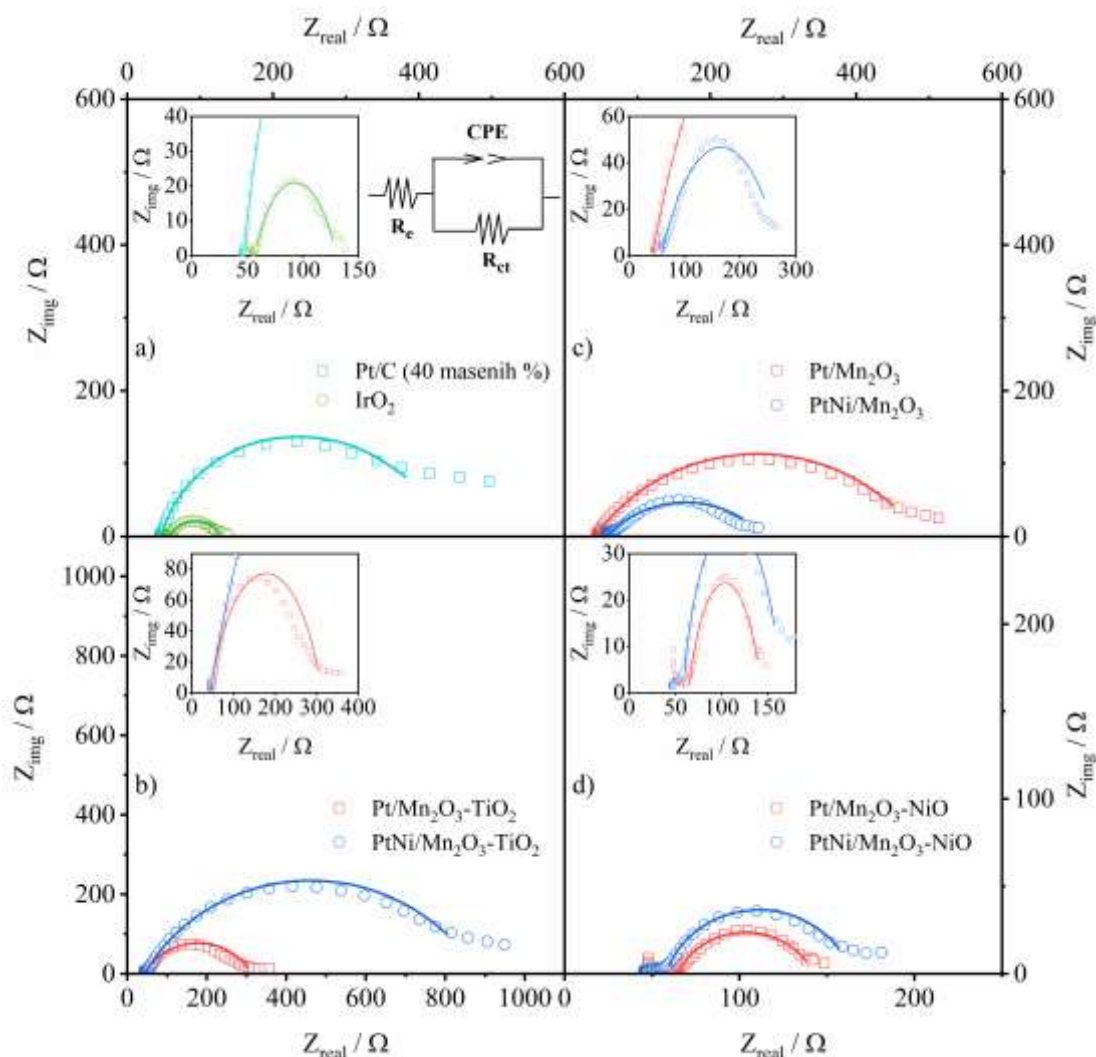 Z_real / Ω Z_real / Ω
0 200 400 600 0 200 400 600
600 600
Z_img / Ω
40
30
20
10
0
0 50 100 150
Z_real / Ω
CPE
R_e
R_ct
Z_img / Ω
60
40
20
0
0 100 200 300
Z_real / Ω
400 400
Z_img / Ω Z_img / Ω
a) c)
Pt/C (40 masenih %)
IrO₂
Pt/Mn₂O₃
PtNi/Mn₂O₃
200 200
0 0
1000
Z_img / Ω
80
60
40
20
0
0 100 200 300 400
Z_real / Ω
Z_img / Ω
30
20
10
0
0 50 100 150
Z_real / Ω
800 200
Z_img / Ω Z_img / Ω
600
b) d)
Pt/Mn₂O₃-TiO₂
PtNi/Mn₂O₃-TiO₂
Pt/Mn₂O₃-NiO
PtNi/Mn₂O₃-NiO
400 100
200
0 0
0 200 400 600 800 1000 0 100 200
Z_real / Ω Z_real / Ω